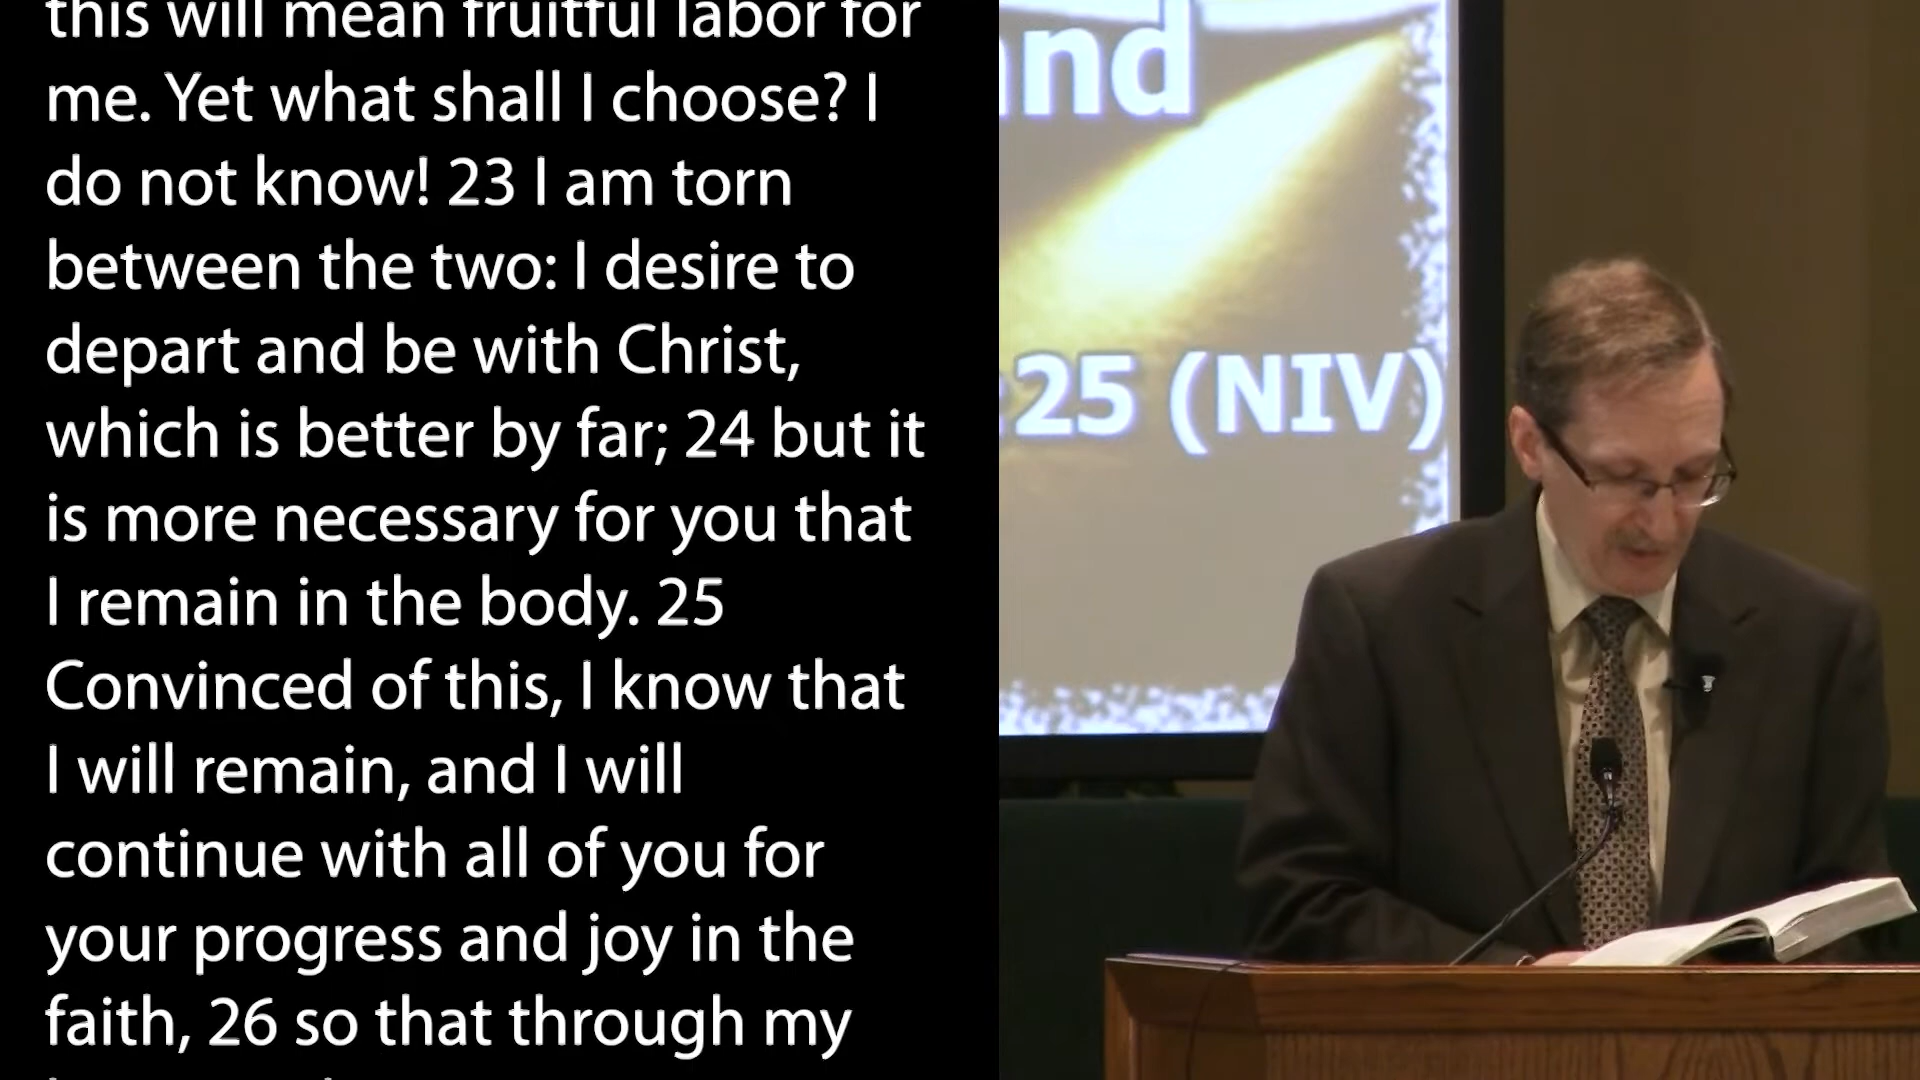 this will mean fruitful labor for
me. Yet what shall I choose? I
do not know! 23 I am torn
between the two: I desire to
depart and be with Christ,
which is better by far; 24 but it
is more necessary for you that
I remain in the body. 25
Convinced of this, I know that
I will remain, and I will
continue with all of you for
your progress and joy in the
faith, 26 so that through my
nd
:25 (NIV)